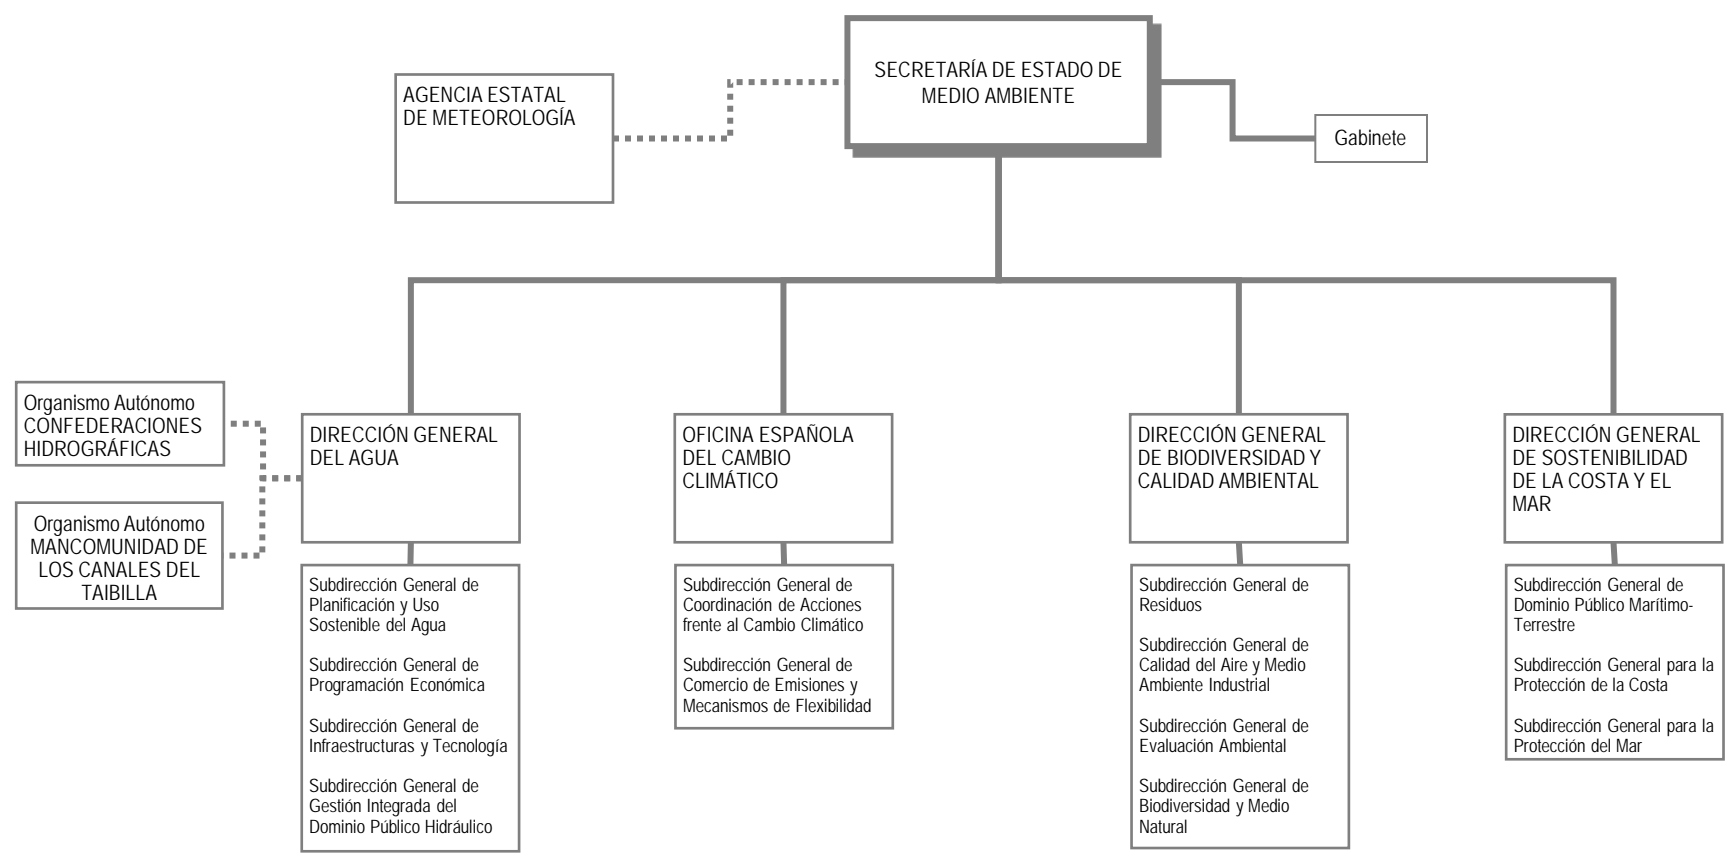 SECRETARÍA DE ESTADO DE
MEDIO AMBIENTE
AGENCIA ESTATAL
DE METEOROLOGÍA
Gabinete
Organismo Autónomo
CONFEDERACIONES
HIDROGRÁFICAS
Organismo Autónomo
MANCOMUNIDAD DE
LOS CANALES DEL
TAIBILLA
DIRECCIÓN GENERAL
DEL AGUA
Subdirección General de
Planificación y Uso
Sostenible del Agua
Subdirección General de
Programación Económica
Subdirección General de
Infraestructuras y Tecnología
Subdirección General de
Gestión Integrada del
Dominio Público Hidráulico
OFICINA ESPAÑOLA
DEL CAMBIO
CLIMÁTICO
Subdirección General de
Coordinación de Acciones
frente al Cambio Climático
Subdirección General de
Comercio de Emisiones y
Mecanismos de Flexibilidad
DIRECCIÓN GENERAL
DE BIODIVERSIDAD Y
CALIDAD AMBIENTAL
Subdirección General de
Residuos
Subdirección General de
Calidad del Aire y Medio
Ambiente Industrial
Subdirección General de
Evaluación Ambiental
Subdirección General de
Biodiversidad y Medio
Natural
DIRECCIÓN GENERAL
DE SOSTENIBILIDAD
DE LA COSTA Y EL
MAR
Subdirección General de
Dominio Público Marítimo-
Terrestre
Subdirección General para la
Protección de la Costa
Subdirección General para la
Protección del Mar